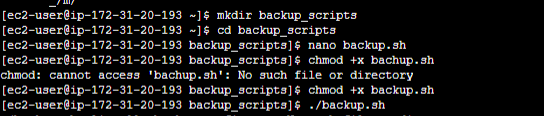 _/m/
[ec2-user@ip-172-31-20-193 ~]$ mkdir backup_scripts
[ec2-user@ip-172-31-20-193 ~]$ cd backup_scripts
[ec2-user@ip-172-31-20-193 backup_scripts]$ nano backup.sh
[ec2-user@ip-172-31-20-193 backup_scripts]$ chmod +x bachup.sh
chmod: cannot access 'bachup.sh': No such file or directory
[ec2-user@ip-172-31-20-193 backup_scripts]$ chmod +x backup.sh
[ec2-user@ip-172-31-20-193 backup_scripts]$ ./backup.sh